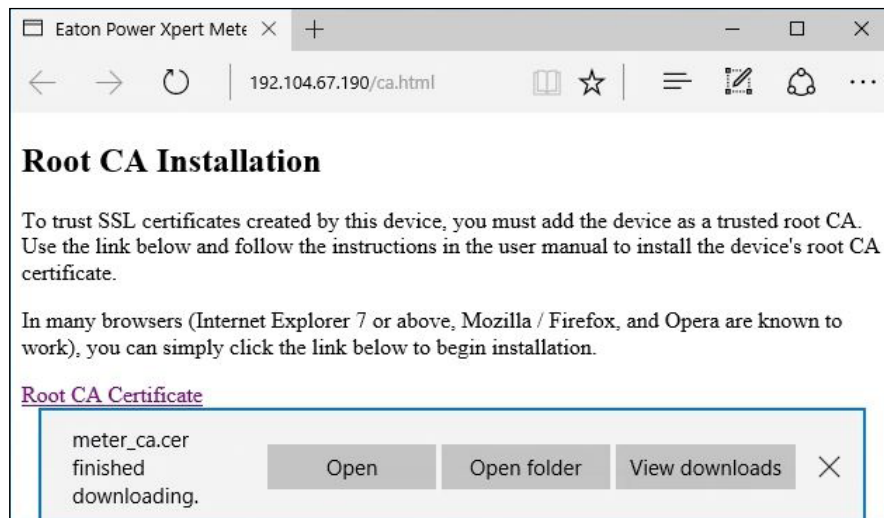 Eaton Power Xpert Mete
192.104.67.190/ca.html
Root CA Installation
To trust SSL certificates created by this device, you must add the device as a trusted root CA.
Use the link below and follow the instructions in the user manual to install the device's root CA
certificate.
In many browsers (Internet Explorer 7 or above, Mozilla / Firefox, and Opera are known to
work), you can simply click the link below to begin installation.
Root CA Certificate
meter_ca.cer
finished
downloading.
Open
Open folder
View downloads